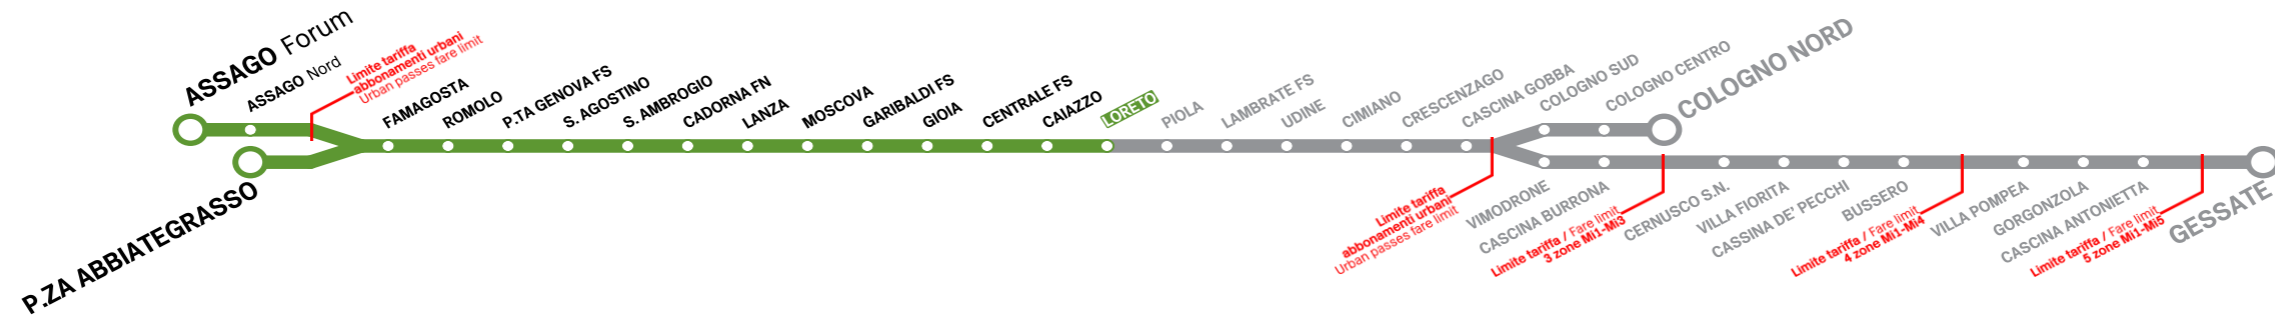 ASSAGO Forum
ASSAGO Nord
Limite tariffa
abbonamenti urbani
Urban passes fare limit
P.ZA ABBIATEGRASSO
FAMAGOSTA
ROMOLO
P.TA GENOVA FS
S. AGOSTINO
S. AMBROGIO
CADORNA FN
LANZA
MOSCOVA
GARIBALDI FS
GIOIA
CENTRALE FS
CAIAZZO
LORETO
PIOLA
LAMBRATE FS
UDINE
CIMIANO
CRESCENZAGO
CASCINA GOBBA
COLOGNO SUD
COLOGNO CENTRO
COLOGNO NORD
Limite tariffa
abbonamenti urbani
Urban passes fare limit
VIMODRONE
CASCINA BURRONA
Limite tariffa / Fare limit
3 zone Mi1-Mi3
CERNUSCO S.N.
VILLA FIORITA
CASSINA DE' PECCHI
BUSSERO
Limite tariffa / Fare limit
4 zone Mi1-Mi4
VILLA POMPEA
GORGONZOLA
CASCINA ANTONIETTA
Limite tariffa / Fare limit
5 zone Mi1-Mi5
GESSATE